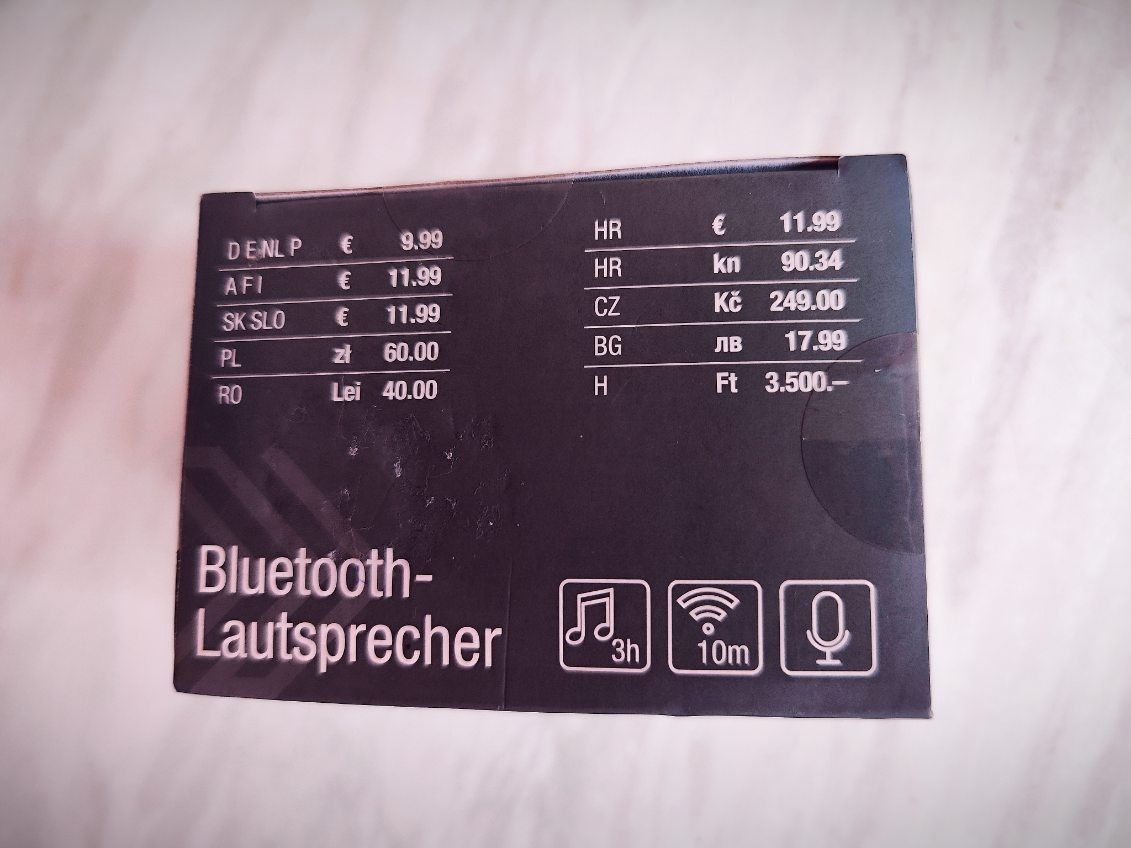 D E NL P € 9.99
A F I € 11.99
SK SLO € 11.99
PL zł 60.00
RO Lei 40.00
HR € 11.99
HR kn 90.34
CZ Kč 249.00
BG лв 17.99
H Ft 3.500.–
Bluetooth-
Lautsprecher
3h
10m